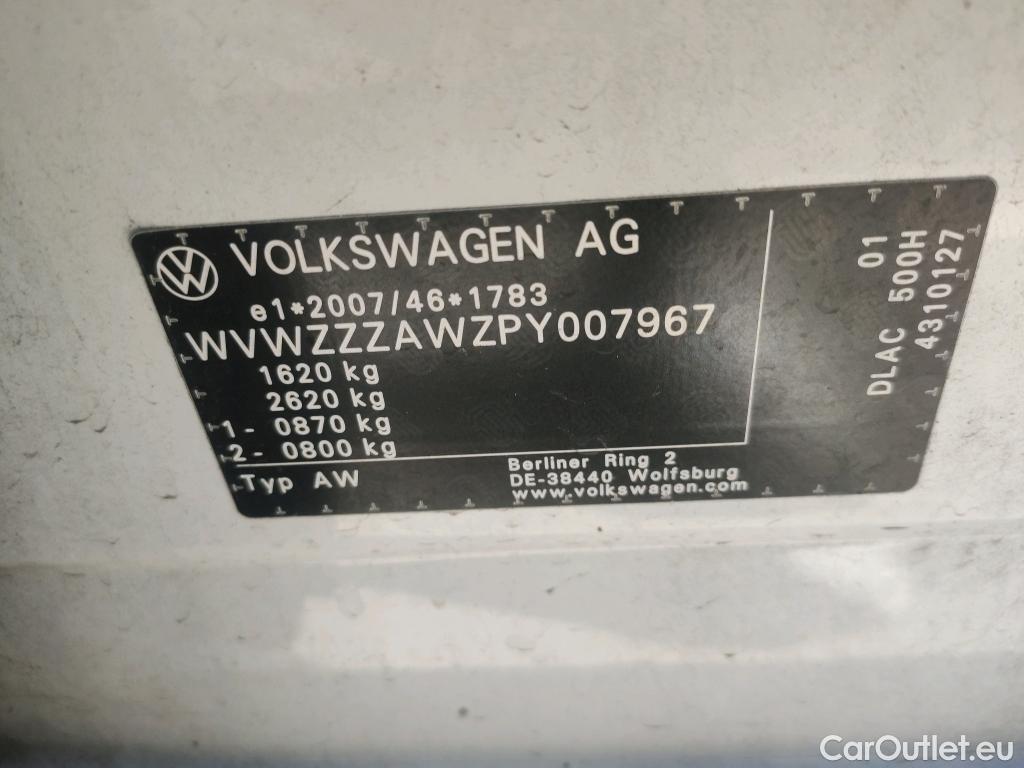 VOLKSWAGEN AG
e1*2007/46*1783
WVWZZZAWZPY007967
1620 kg
2620 kg
1- 0870 kg
2- 0800 kg
Typ AW
Berliner Ring 2
DE-38440 Wolfsburg
www.volkswagen.com
01
DLAC 500H
4310127
CarOutlet.eu